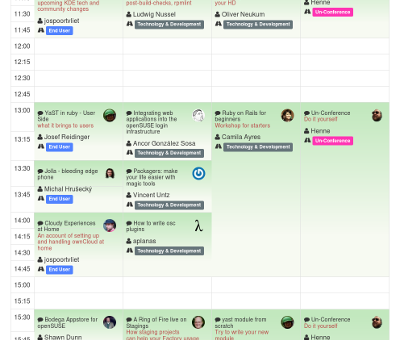 upcoming KDE tech and
community changes
post-build checks, rpmlint
your HD
Henne
Un-Conference
11:30
jospoortvliet
Ludwig Nussel
Oliver Neukum
Technology & Development
Technology & Development
11:45
End User
12:00
12:15
12:30
12:45
13:00
YaST in ruby - User
Side
what it brings to users
Josef Reidinger
End User
Integrating web
applications into the
openSUSE login
infrastructure
Ancor González Sosa
Technology & Development
Ruby on Rails for
beginners
Workshop for starters
Camila Ayres
Technology & Development
Un-Conference
Do it yourself
Henne
Un-Conference
13:15
13:30
Jolla - bleeding edge
phone
Michal Hrušecký
End User
Packagers: make
your life easier with
magic tools
Vincent Untz
Technology & Development
13:45
14:00
Cloudy Experiences
at Home
An account of setting up
and handling ownCloud at
home
jospoortvliet
End User
How to write osc
plugins
λ
apianas
Technology & Development
14:15
14:30
14:45
15:00
15:15
15:30
Bodega Appstore for
openSUSE
Shawn Dunn
A Ring of Fire live on
Stagings
How staging projects
can help your Factory usage
yast module from
scratch
Try to write your new
module
Un-Conference
Do it yourself
Henne
15:45